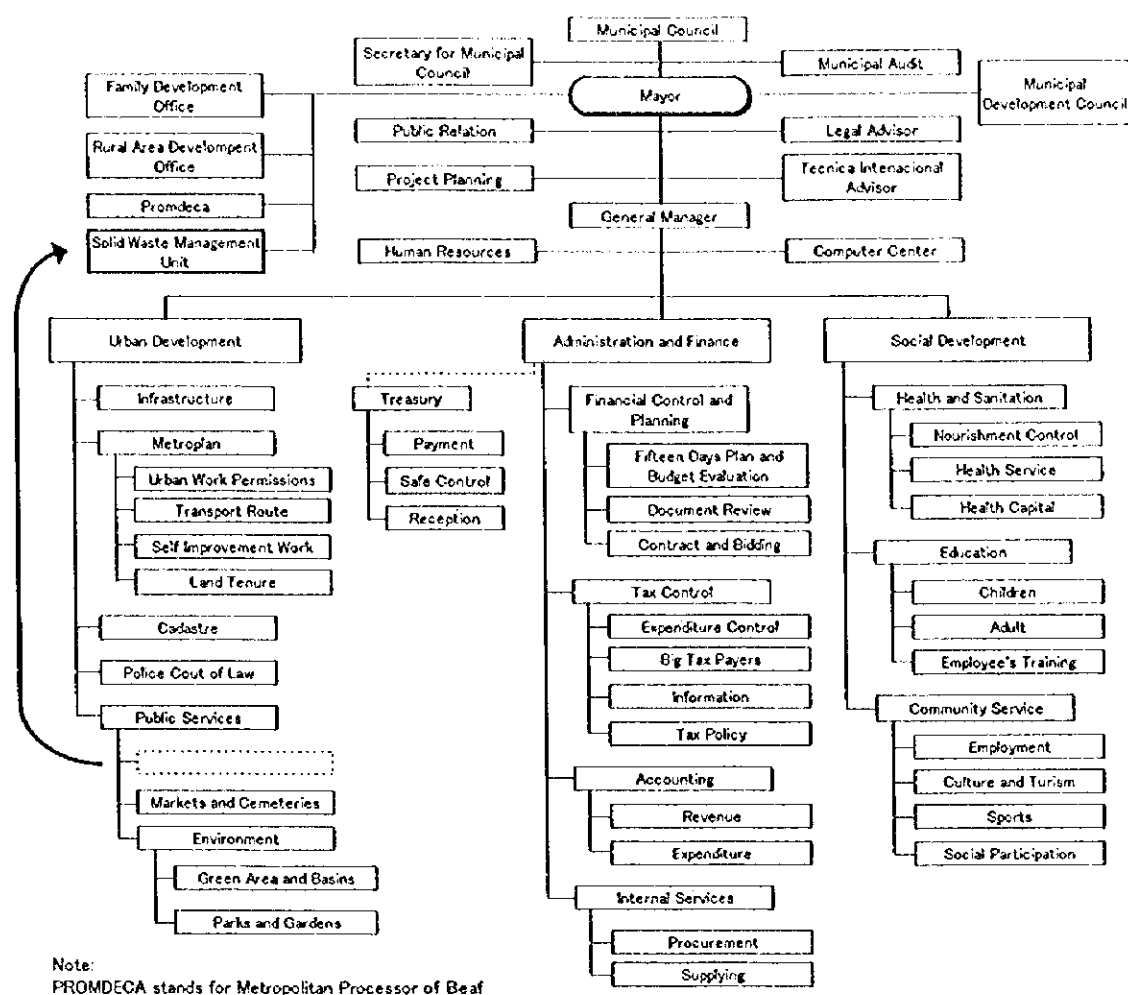 Municipal Council
Secretary for Municipal
Council
Municipal Audit
Family Development
Office
Mayor
Municipal
Development Council
Public Relation
Legal Advisor
Rural Area Develompent
Office
Project Planning
Tecnica Intenacional
Advisor
Promdeca
General Manager
Solid Waste Management
Unit
Human Resources
Computer Center
Urban Development
Infrastructure
Metroplan
Urban Work Permissions
Transport Route
Self Improvement Work
Land Tenure
Cadastre
Police Cout of Law
Public Services
Markets and Cemeteries
Environment
Green Area and Basins
Parks and Gardens
Administration and Finance
Treasury
Payment
Safe Control
Reception
Financial Control and
Planning
Fifteen Days Plan and
Budget Evaluation
Document Review
Contract and Bidding
Tax Control
Expenditure Control
Big Tax Payers
Information
Tax Policy
Accounting
Revenue
Expenditure
Internal Services
Procurement
Supplying
Social Development
Health and Sanitation
Nourishment Control
Health Service
Health Capital
Education
Children
Adult
Employee's Training
Community Service
Employment
Culture and Turism
Sports
Social Participation
Note:
PROMDECA stands for Metropolitan Processor of Beaf